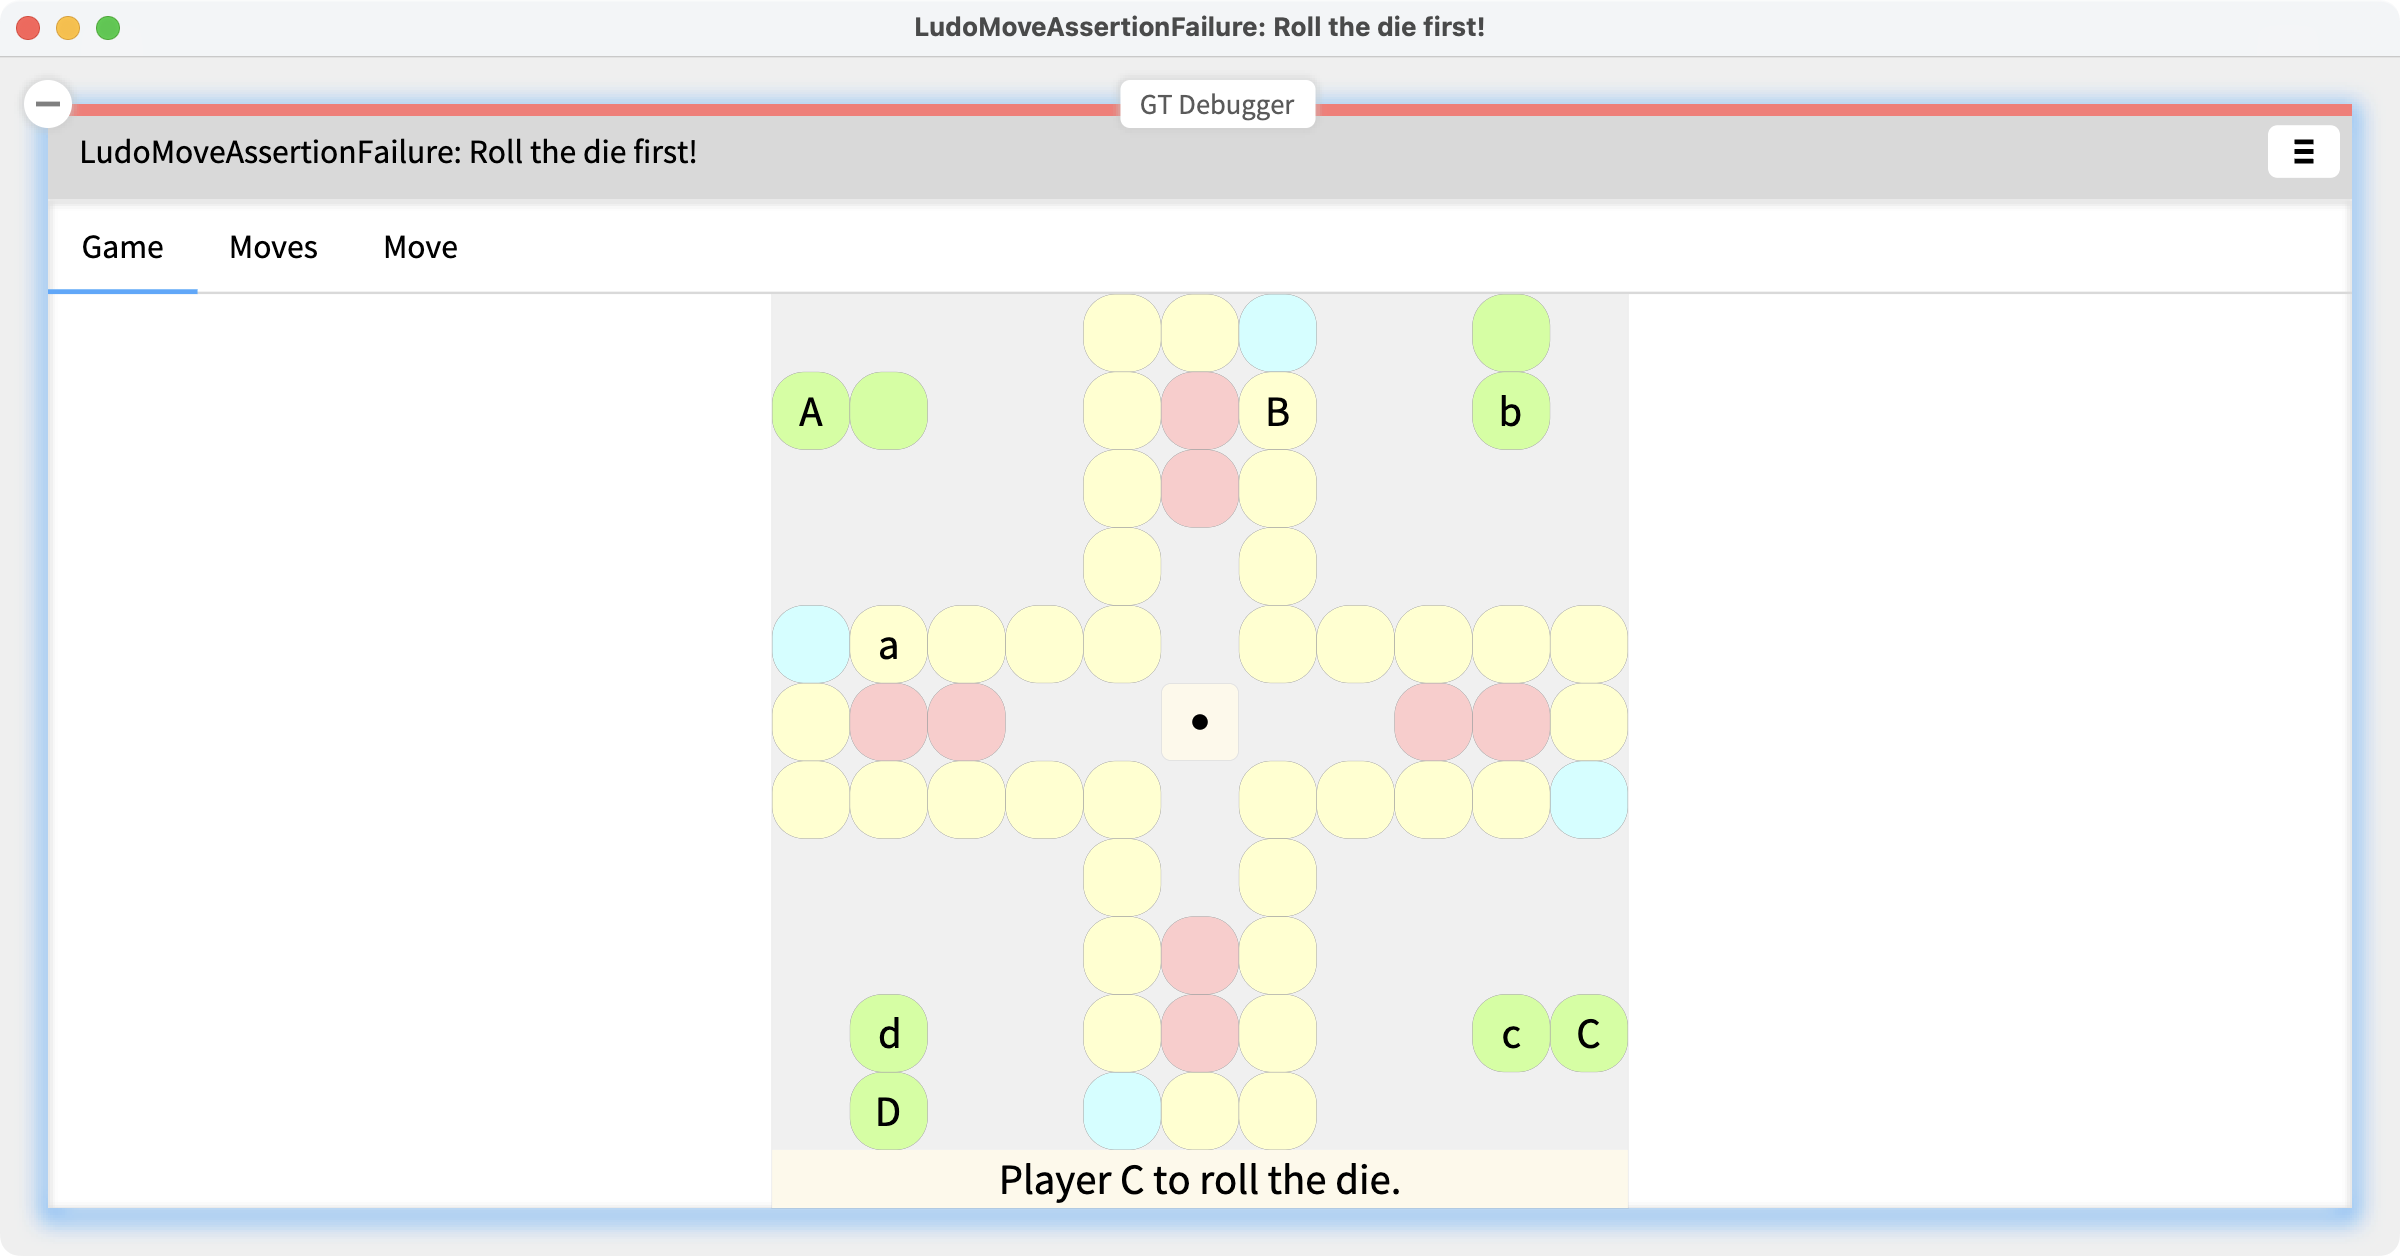 LudoMoveAssertionFailure: Roll the die first!
GT Debugger
LudoMoveAssertionFailure: Roll the die first!
Game Moves Move
A B b
a
d c C
D
Player C to roll the die.